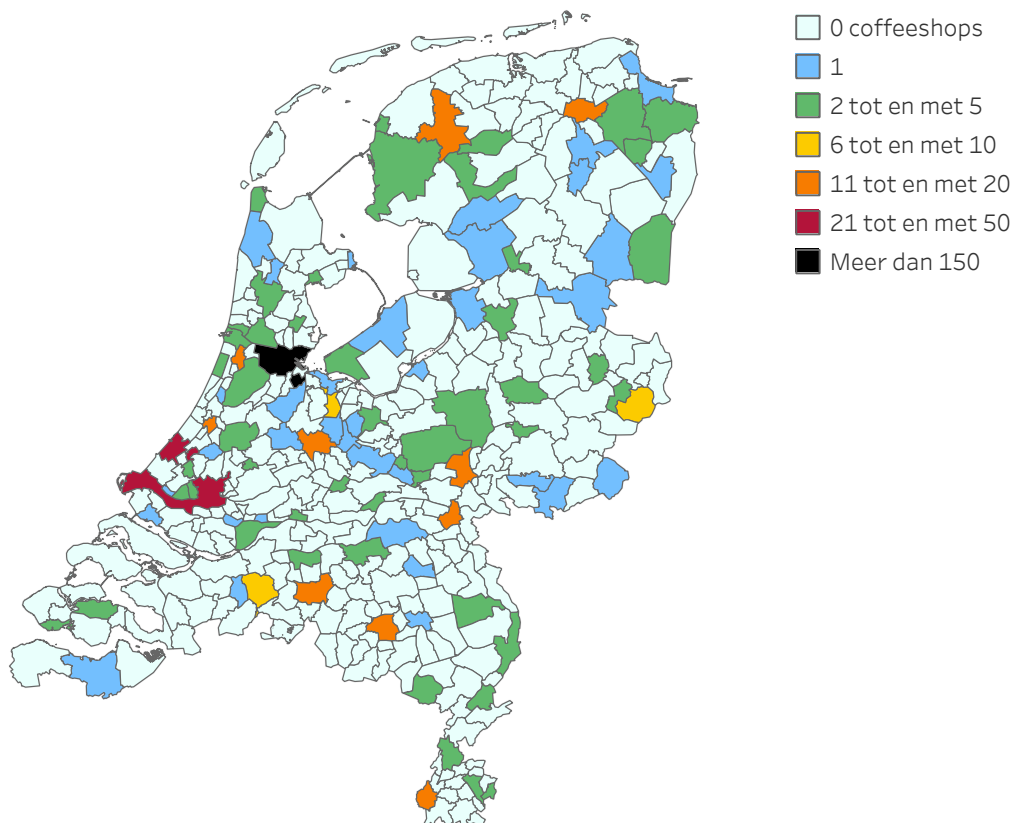 0 coffeeshops
1
2 tot en met 5
6 tot en met 10
11 tot en met 20
21 tot en met 50
Meer dan 150